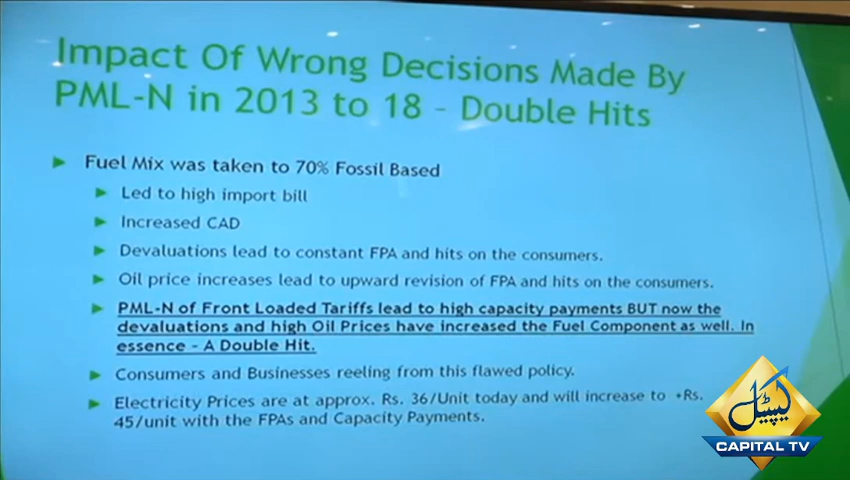 Impact Of Wrong Decisions Made By
PML-N in 2013 to 18 – Double Hits
Fuel Mix was taken to 70% Fossil Based
Led to high import bill
Increased CAD
Devaluations lead to constant FPA and hits on the consumers.
Oil price increases lead to upward revision of FPA and hits on the consumers.
PML-N of Front Loaded Tariffs lead to high capacity payments BUT now the
devaluations and high Oil Prices have increased the Fuel Component as well. In
essence - A Double Hit.
Consumers and Businesses reeling from this flawed policy.
Electricity Prices are at approx. Rs. 36/Unit today and will increase to +Rs.
45/unit with the FPAs and Capacity Payments.
کیپیٹل
CAPITAL TV